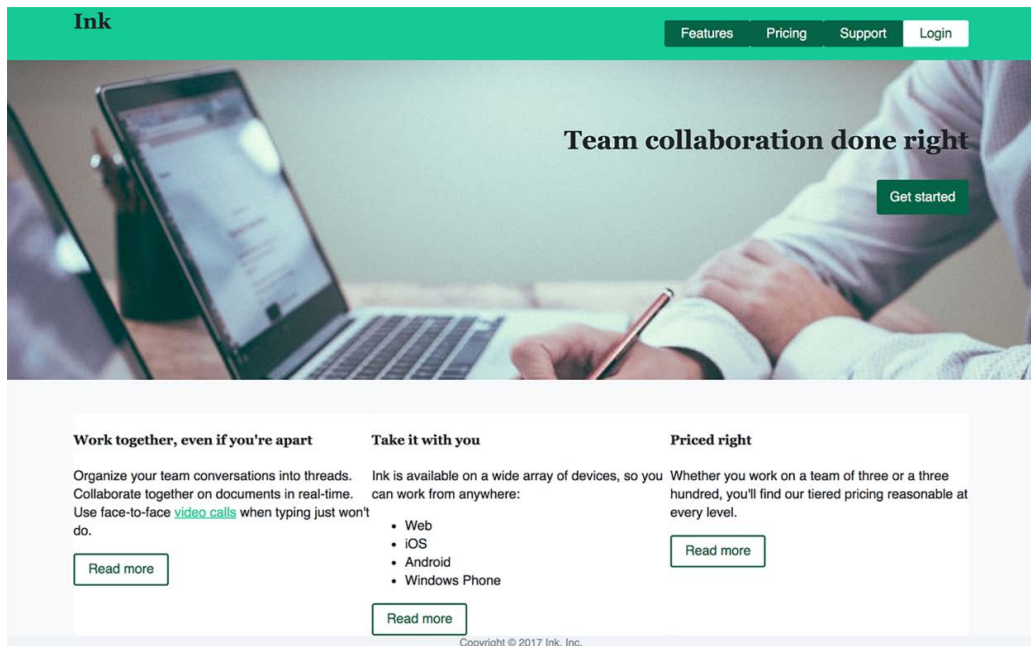 Ink
Features
Pricing
Support
Login
Team collaboration done right
Get started
Work together, even if you're apart
Organize your team conversations into threads.
Collaborate together on documents in real-time.
Use face-to-face video calls when typing just won't
do.
Read more
Take it with you
Ink is available on a wide array of devices, so you
can work from anywhere:
• Web
• iOS
• Android
• Windows Phone
Read more
Priced right
Whether you work on a team of three or a three
hundred, you'll find our tiered pricing reasonable at
every level.
Read more
Copyright © 2017 Ink, Inc.